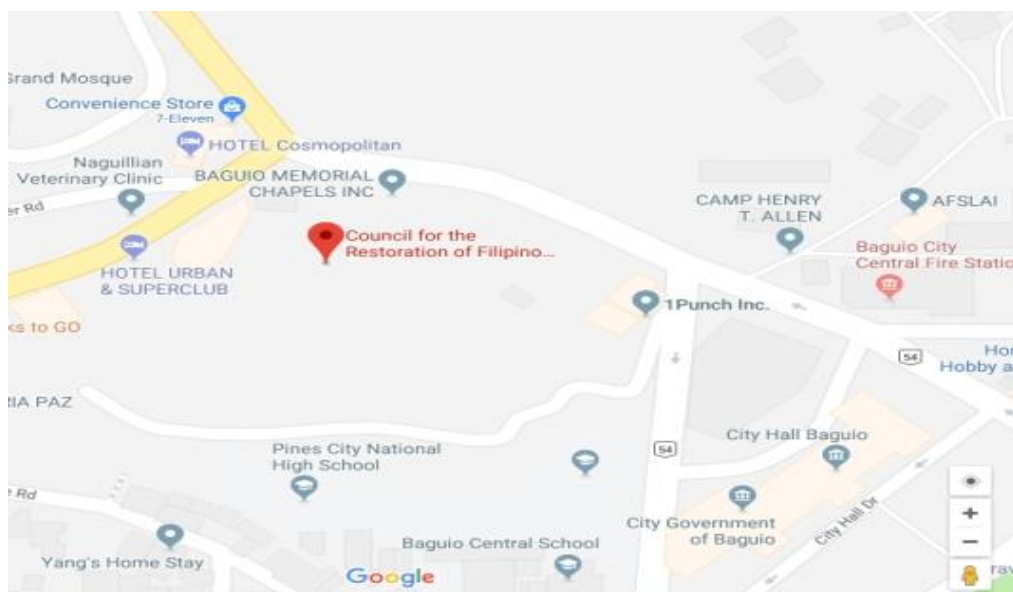 Grand Mosque
Convenience Store
7-Eleven
HOTEL Cosmopolitan
Naguillian
Veterinary Clinic
BAGUIO MEMORIAL
CHAPELS INC
er Rd
CAMP HENRY
T. ALLEN
AFSLAI
Council for the
Restoration of Filipino...
Baguio City
Central Fire Statio
HOTEL URBAN
& SUPERCLUB
1Punch Inc.
ks to GO
54
Hor
Hobby a
RIA PAZ
City Hall Baguio
Pines City National
High School
54
e Rd
City Government
of Baguio
City Hall Dr
Baguio Central School
Yang's Home Stay
Google
rav